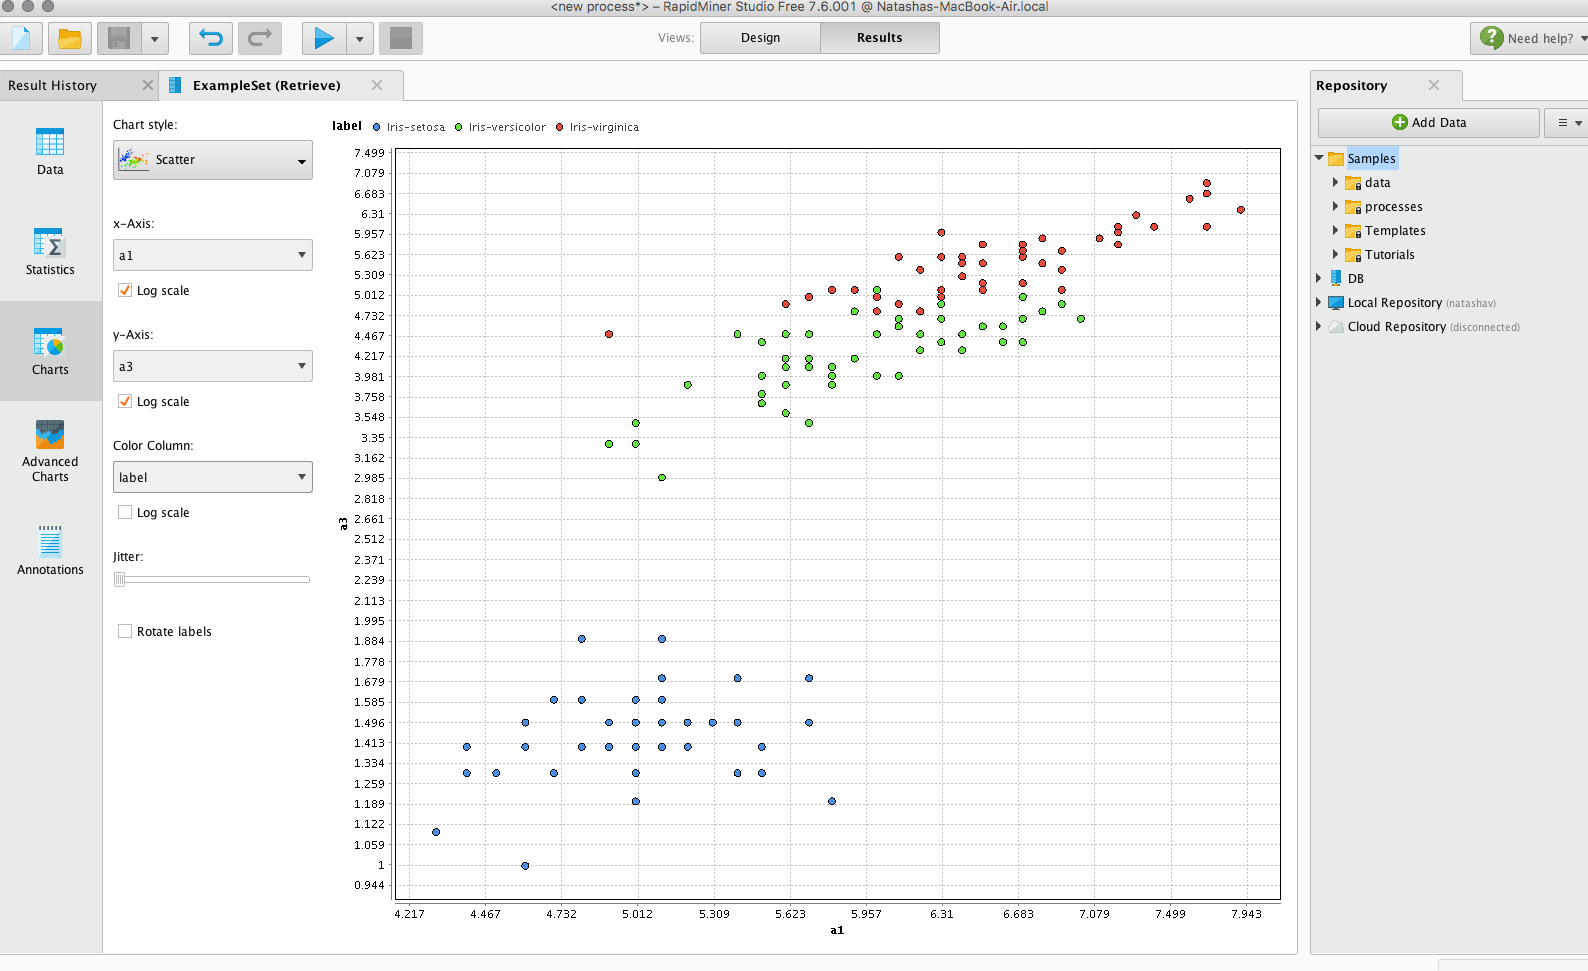 <new process*> – RapidMiner Studio Free 7.6.001 @ Natashas-MacBook-Air.local
Views: Design Results
Need help?
Result History
ExampleSet (Retrieve)
Data
Statistics
Charts
Advanced
Charts
Annotations
Chart style:
Scatter
x-Axis:
a1
Log scale
y-Axis:
a3
Log scale
Color Column:
label
Log scale
Jitter:
Rotate labels
label Iris-setosa Iris-versicolor Iris-virginica
7.499
7.079
6.683
6.31
5.957
5.623
5.309
5.012
4.732
4.467
4.217
3.981
3.758
3.548
3.35
3.162
2.985
2.818
2.661
2.512
2.371
2.239
2.113
1.995
1.884
1.778
1.679
1.585
1.496
1.413
1.334
1.259
1.189
1.122
1.059
1
0.944
a3
4.217 4.467 4.732 5.012 5.309 5.623 5.957 6.31 6.683 7.079 7.499 7.943
a1
Repository
Add Data
Samples
data
processes
Templates
Tutorials
DB
Local Repository (natashav)
Cloud Repository (disconnected)